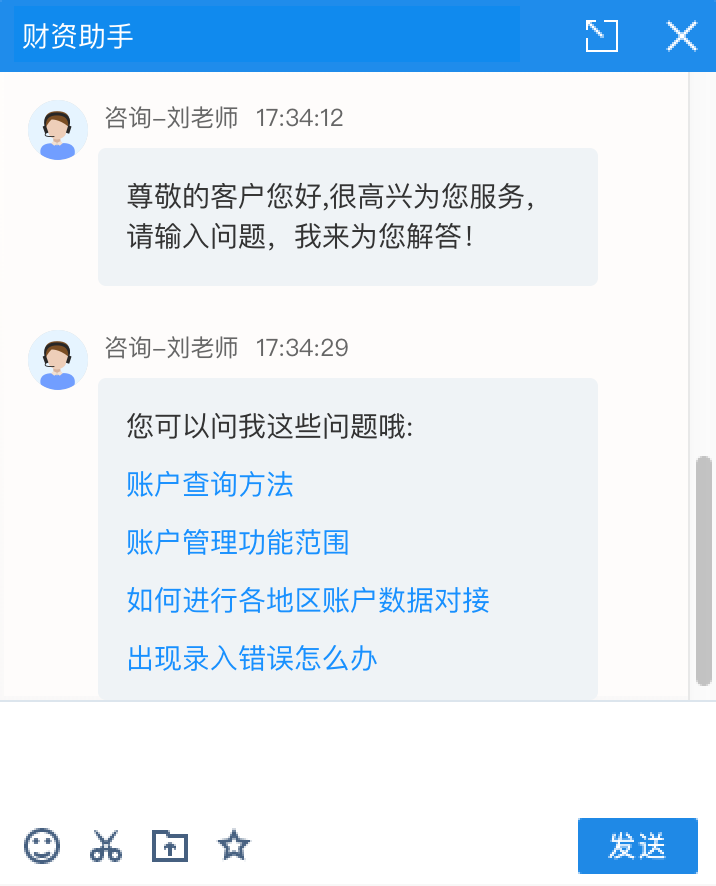 财资助手
咨询–刘老师 17:34:12
尊敬的客户您好,很高兴为您服务，
请输入问题，我来为您解答！
咨询–刘老师 17:34:29
您可以问我这些问题哦:
账户查询方法
账户管理功能范围
如何进行各地区账户数据对接
出现录入错误怎么办
发送